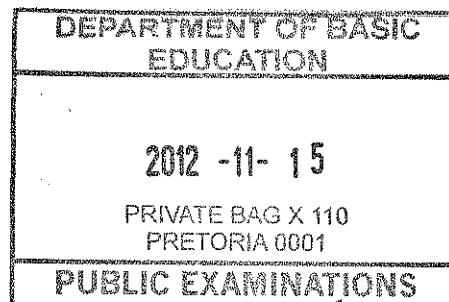 DEPARTMENT OF BASIC
EDUCATION
2012 -11- 15
PRIVATE BAG X 110
PRETORIA 0001
PUBLIC EXAMINATIONS